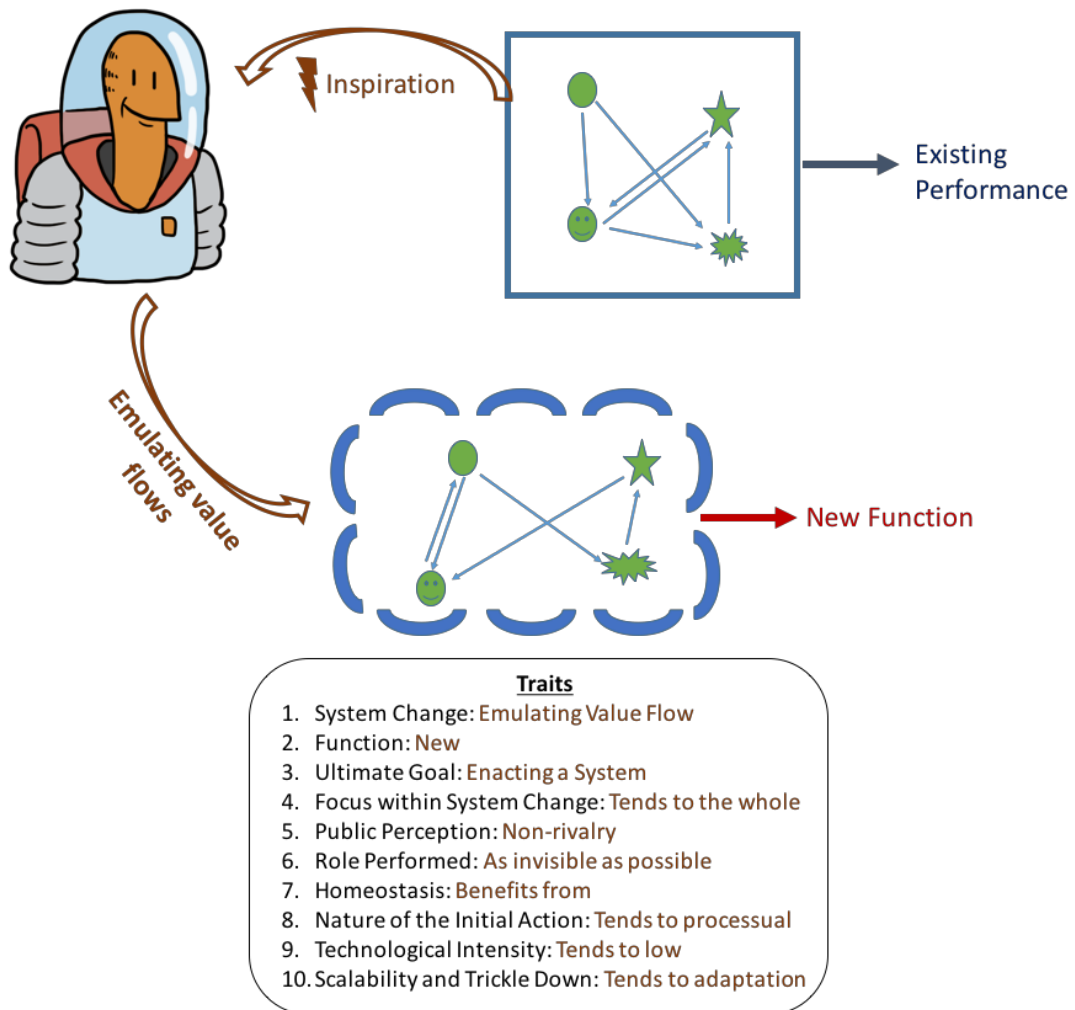 Inspiration
Existing
Performance
Emulating value
flows
New Function
Traits
1. System Change: Emulating Value Flow
2. Function: New
3. Ultimate Goal: Enacting a System
4. Focus within System Change: Tends to the whole
5. Public Perception: Non-rivalry
6. Role Performed: As invisible as possible
7. Homeostasis: Benefits from
8. Nature of the Initial Action: Tends to processual
9. Technological Intensity: Tends to low
10. Scalability and Trickle Down: Tends to adaptation